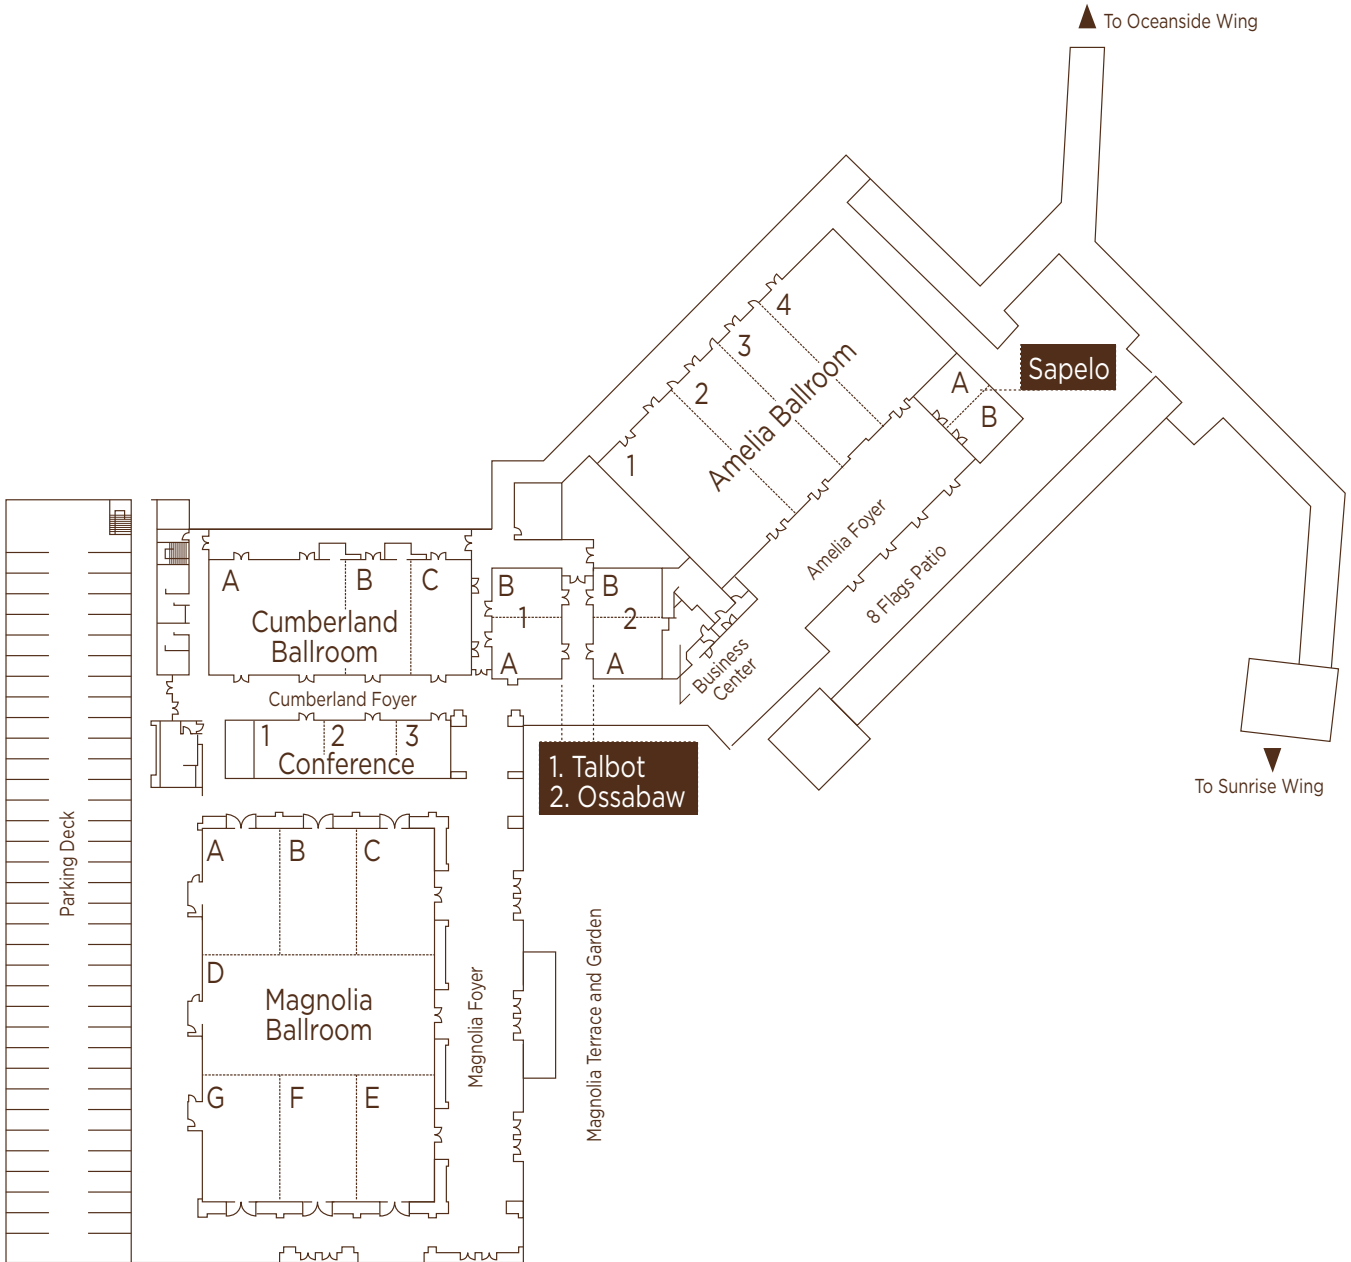 To Oceanside Wing
4
3
2
1
Amelia Ballroom
Sapelo
A
B
Amelia Foyer
8 Flags Patio
A
B
C
Cumberland
Ballroom
B
1
A
B
2
A
Business
Center
Cumberland Foyer
1
2
3
Conference
1. Talbot
2. Ossabaw
To Sunrise Wing
Parking Deck
A
B
C
D
Magnolia
Ballroom
G
F
E
Magnolia Foyer
Magnolia Terrace and Garden